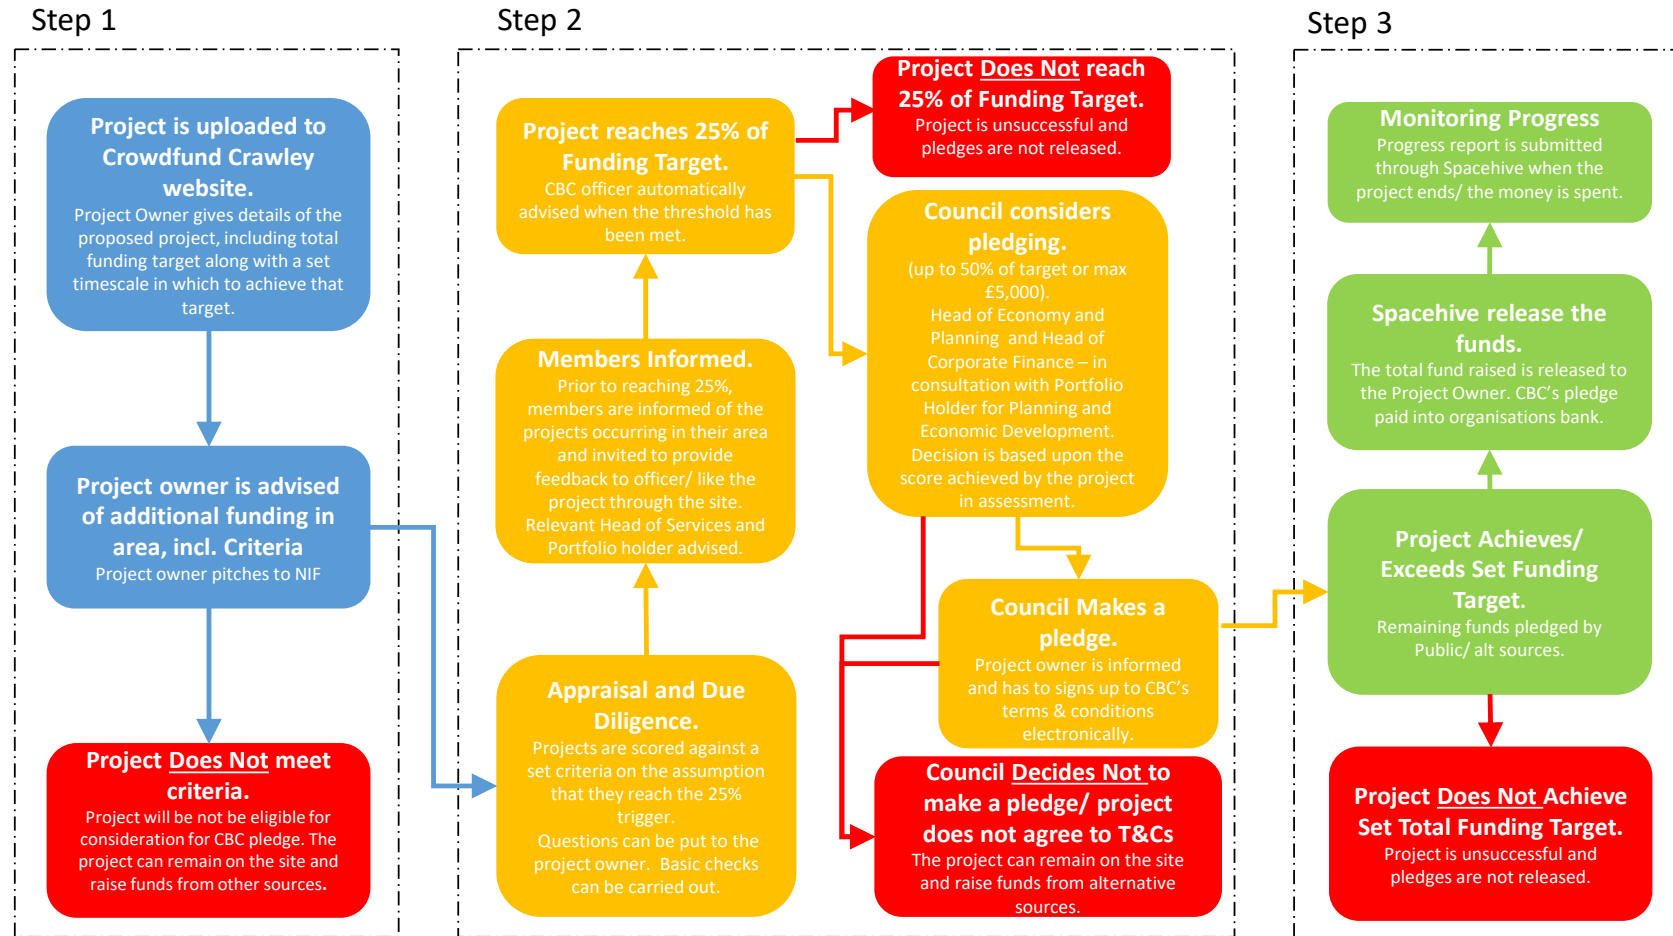 Step 1
Project is uploaded to
Crowdfund Crawley
website.
Project Owner gives details of the
proposed project, including total
funding target along with a set
timescale in which to achieve that
target.
Project owner is advised
of additional funding in
area, incl. Criteria
Project owner pitches to NIF
Project Does Not meet
criteria.
Project will be not be eligible for
consideration for CBC pledge. The
project can remain on the site and
raise funds from other sources.
Step 2
Project reaches 25% of
Funding Target.
CBC officer automatically
advised when the threshold has
been met.
Members Informed.
Prior to reaching 25%,
members are informed of the
projects occurring in their area
and invited to provide
feedback to officer/ like the
project through the site.
Relevant Head of Services and
Portfolio holder advised.
Appraisal and Due
Diligence.
Projects are scored against a
set criteria on the assumption
that they reach the 25%
trigger.
Questions can be put to the
project owner.  Basic checks
can be carried out.
Project Does Not reach
25% of Funding Target.
Project is unsuccessful and
pledges are not released.
Council considers
pledging.
(up to 50% of target or max
£5,000).
Head of Economy and
Planning  and Head of
Corporate Finance – in
consultation with Portfolio
Holder for Planning and
Economic Development.
Decision is based upon the
score achieved by the project
in assessment.
Council Makes a
pledge.
Project owner is informed
and has to signs up to CBC’s
terms & conditions
electronically.
Council Decides Not to
make a pledge/ project
does not agree to T&Cs
The project can remain on the site
and raise funds from alternative
sources.
Step 3
Monitoring Progress
Progress report is submitted
through Spacehive when the
project ends/ the money is spent.
Spacehive release the
funds.
The total fund raised is released to
the Project Owner. CBC’s pledge
paid into organisations bank.
Project Achieves/
Exceeds Set Funding
Target.
Remaining funds pledged by
Public/ alt sources.
Project Does Not Achieve
Set Total Funding Target.
Project is unsuccessful and
pledges are not released.